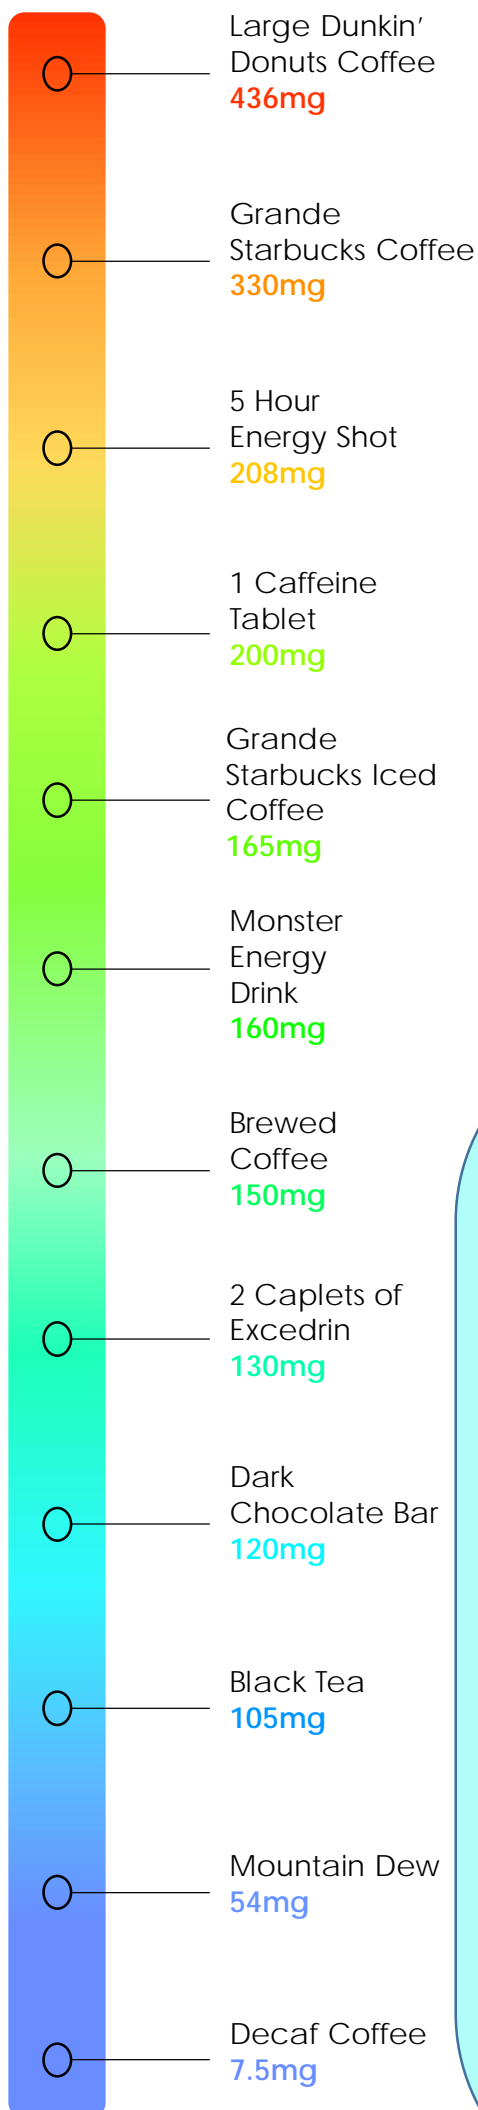 Large Dunkin’
Donuts Coffee
436mg
Grande
Starbucks Coffee
330mg
5 Hour
Energy Shot
208mg
1 Caffeine
Tablet
200mg
Grande
Starbucks Iced
Coffee
165mg
Monster
Energy
Drink
160mg
Brewed
Coffee
150mg
2 Caplets of
Excedrin
130mg
Dark
Chocolate Bar
120mg
Black Tea
105mg
Mountain Dew
54mg
Decaf Coffee
7.5mg